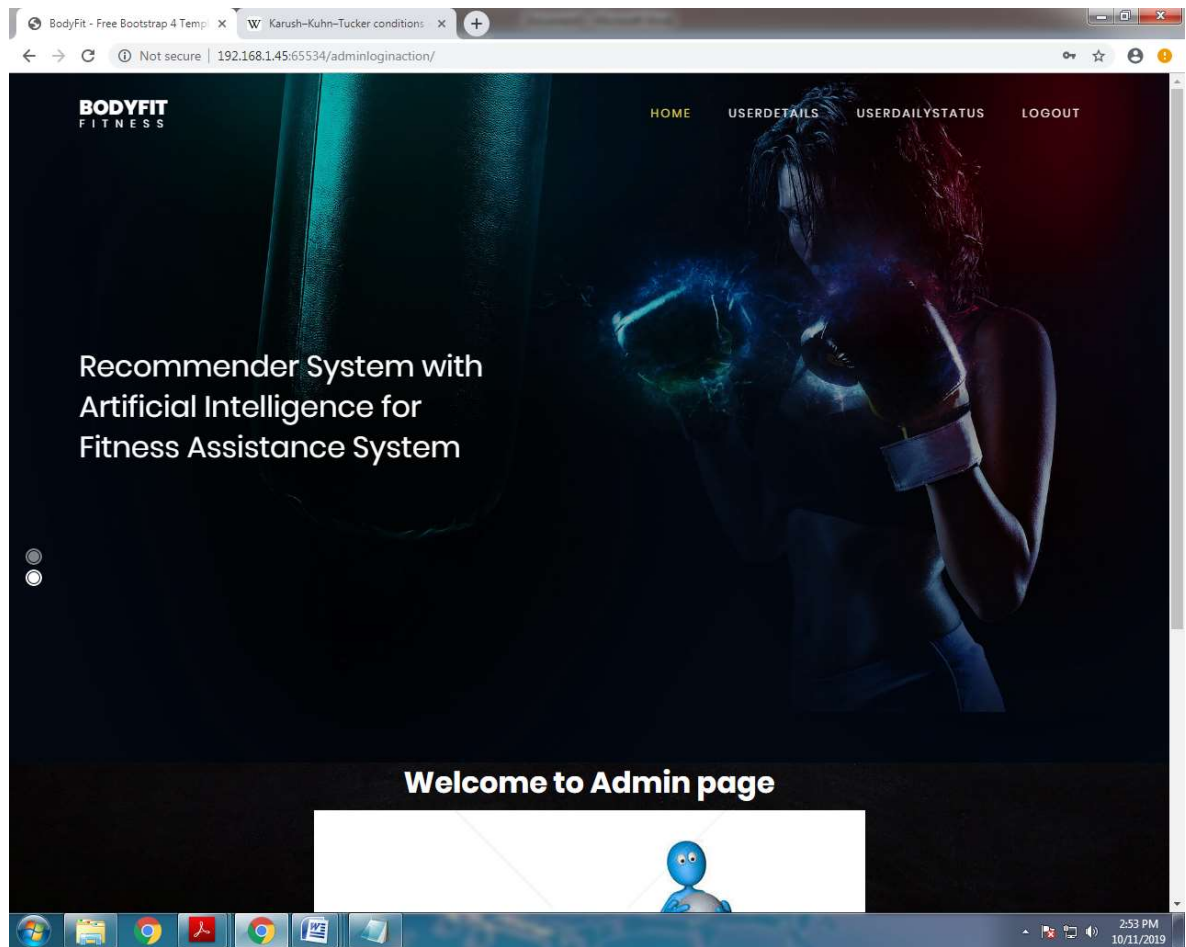 BodyFit - Free Bootstrap 4 Temp
Karush–Kuhn–Tucker conditions
Not secure | 192.168.1.45:65534/adminloginaction/
BODYFIT
FITNESS
HOME
USERDETAILS
USERDAILYSTATUS
LOGOUT
Recommender System with
Artificial Intelligence for
Fitness Assistance System
Welcome to Admin page
2:53 PM
10/11/2019